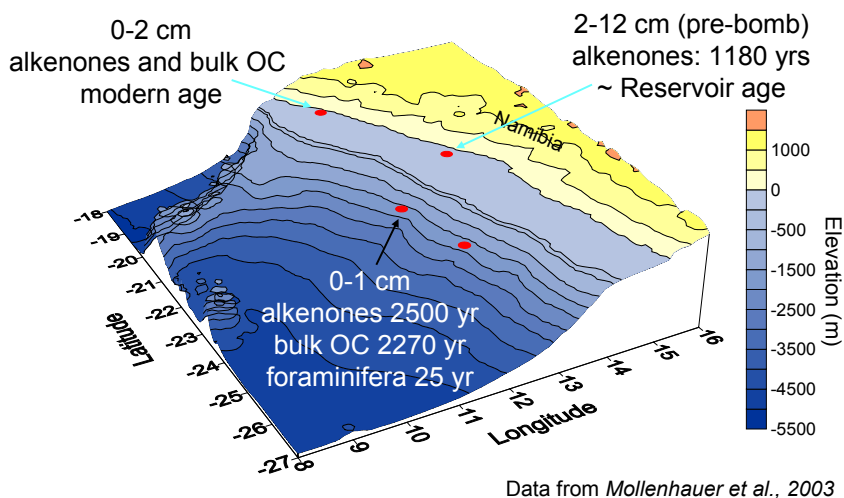 0-2 cm
alkenones and bulk OC
modern age
2-12 cm (pre-bomb)
alkenones: 1180 yrs
~ Reservoir age
Namibia
0-1 cm
alkenones 2500 yr
bulk OC 2270 yr
foraminifera 25 yr
-18
-19
-20
-21
-22
-23
-24
-25
-26
-27
Latitude
8
9
10
11
12
13
14
15
16
Longitude
1000
0
-500
-1500
-2500
-3500
-4500
-5500
Elevation (m)
Data from Mollenhauer et al., 2003